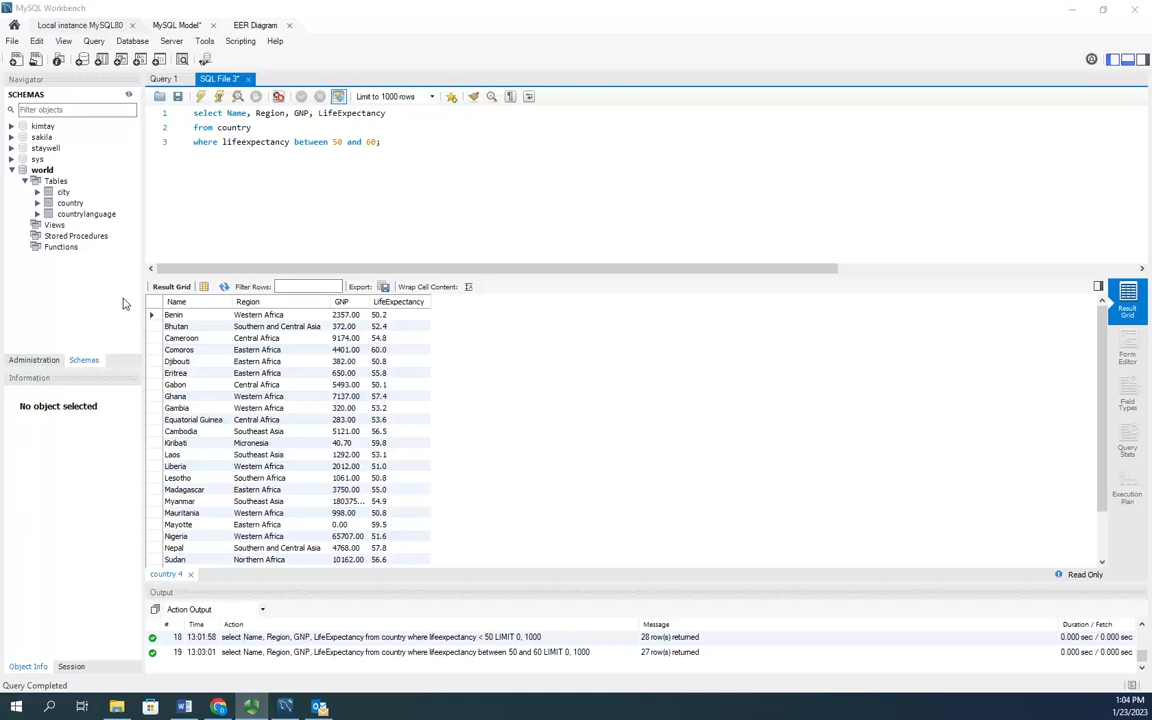 MySQL Workbench
Local instance MySQL80
MySQL Model*
EER Diagram
File Edit View Query Database Server Tools Scripting Help
Navigator
Query 1
SQL File 3*
SCHEMAS
Limit to 1000 rows
Filter objects
1 select Name, Region, GNP, LifeExpectancy
2 from country
3 where lifeexpectancy between 50 and 60;
kimtay
sakila
staywell
sys
world
Tables
city
country
countrylanguage
Views
Stored Procedures
Functions
Result Grid Filter Rows: Export: Wrap Cell Content:
Name Region GNP LifeExpectancy
Benin Western Africa 2357.00 50.2
Bhutan Southern and Central Asia 372.00 52.4
Cameroon Central Africa 9174.00 54.8
Comoros Eastern Africa 4401.00 60.0
Djibouti Eastern Africa 382.00 50.8
Eritrea Eastern Africa 650.00 55.8
Gabon Central Africa 5493.00 50.1
Ghana Western Africa 7137.00 57.4
Gambia Western Africa 320.00 53.2
Equatorial Guinea Central Africa 283.00 53.6
Cambodia Southeast Asia 5121.00 56.5
Kiribati Micronesia 40.70 59.8
Laos Southeast Asia 1292.00 53.1
Liberia Western Africa 2012.00 51.0
Lesotho Southern Africa 1061.00 50.8
Madagascar Eastern Africa 3750.00 55.0
Myanmar Southeast Asia 180375... 54.9
Mauritania Western Africa 998.00 50.8
Mayotte Eastern Africa 0.00 59.5
Nigeria Western Africa 65707.00 51.6
Nepal Southern and Central Asia 4768.00 57.8
Sudan Northern Africa 10162.00 56.6
Result Grid
Form Editor
Field Types
Query Stats
Execution Plan
Administration Schemas
Information
No object selected
country 4
Read Only
Output
Action Output
# Time Action Message Duration / Fetch
18 13:01:58 select Name, Region, GNP, LifeExpectancy from country where lifeexpectancy < 50 LIMIT 0, 1000 28 row(s) returned 0.000 sec / 0.000 sec
19 13:03:01 select Name, Region, GNP, LifeExpectancy from country where lifeexpectancy between 50 and 60 LIMIT 0, 1000 27 row(s) returned 0.000 sec / 0.000 sec
Object Info Session
Query Completed
1:04 PM
1/23/2023